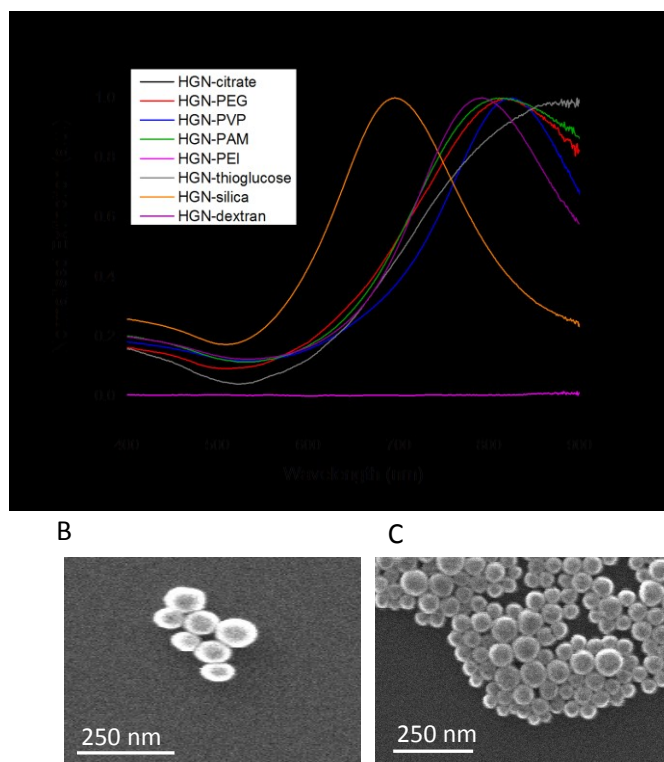 1.0
HGN-citrate
HGN-PEG
HGN-PVP
HGN-PAM
HGN-PEI
HGN-thioglucose
HGN-silica
HGN-dextran
0.8
0.6
0.4
0.2
0.0
400 500 600 700 800 900
Wavelength (nm)
B
C
250 nm
250 nm